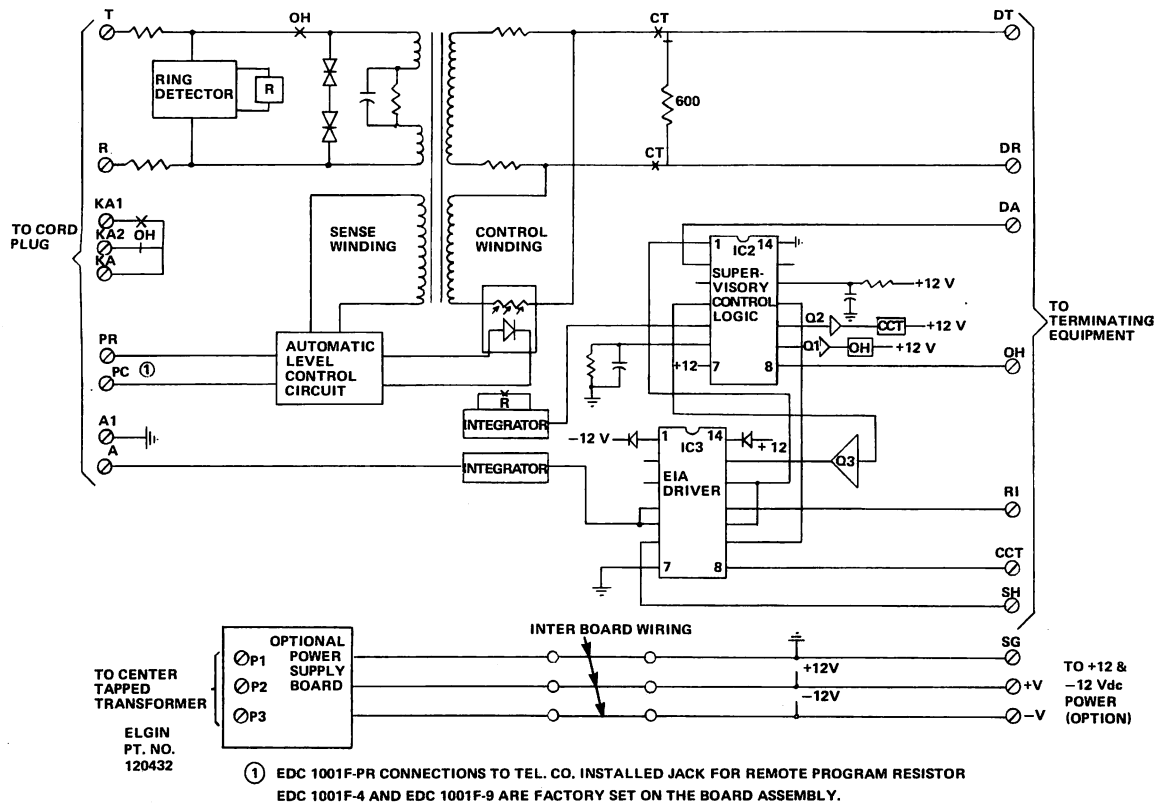 T
OH
CT
DT
RING
DETECTOR
R
600
R
CT
DR
KA1
KA2 OH
KA
TO CORD
PLUG
SENSE
WINDING
CONTROL
WINDING
DA
1 14
IC2
SUPER-
VISORY
CONTROL
LOGIC
+12 V
Q2
CCT
+12 V
Q1
OH
+12 V
+12
7 8
TO
TERMINATING
EQUIPMENT
OH
PR
PC ①
AUTOMATIC
LEVEL
CONTROL
CIRCUIT
R
INTEGRATOR
A1
A
INTEGRATOR
−12 V
1 14
IC3
+ 12
EIA
DRIVER
Q3
7 8
RI
CCT
SH
INTER BOARD WIRING
OPTIONAL
POWER
SUPPLY
BOARD
P1
P2
P3
TO CENTER
TAPPED
TRANSFORMER
ELGIN
PT. NO.
120432
SG
+12V
+V
−12V
−V
TO +12 &
−12 Vdc
POWER
(OPTION)
① EDC 1001F-PR CONNECTIONS TO TEL. CO. INSTALLED JACK FOR REMOTE PROGRAM RESISTOR
EDC 1001F-4 AND EDC 1001F-9 ARE FACTORY SET ON THE BOARD ASSEMBLY.